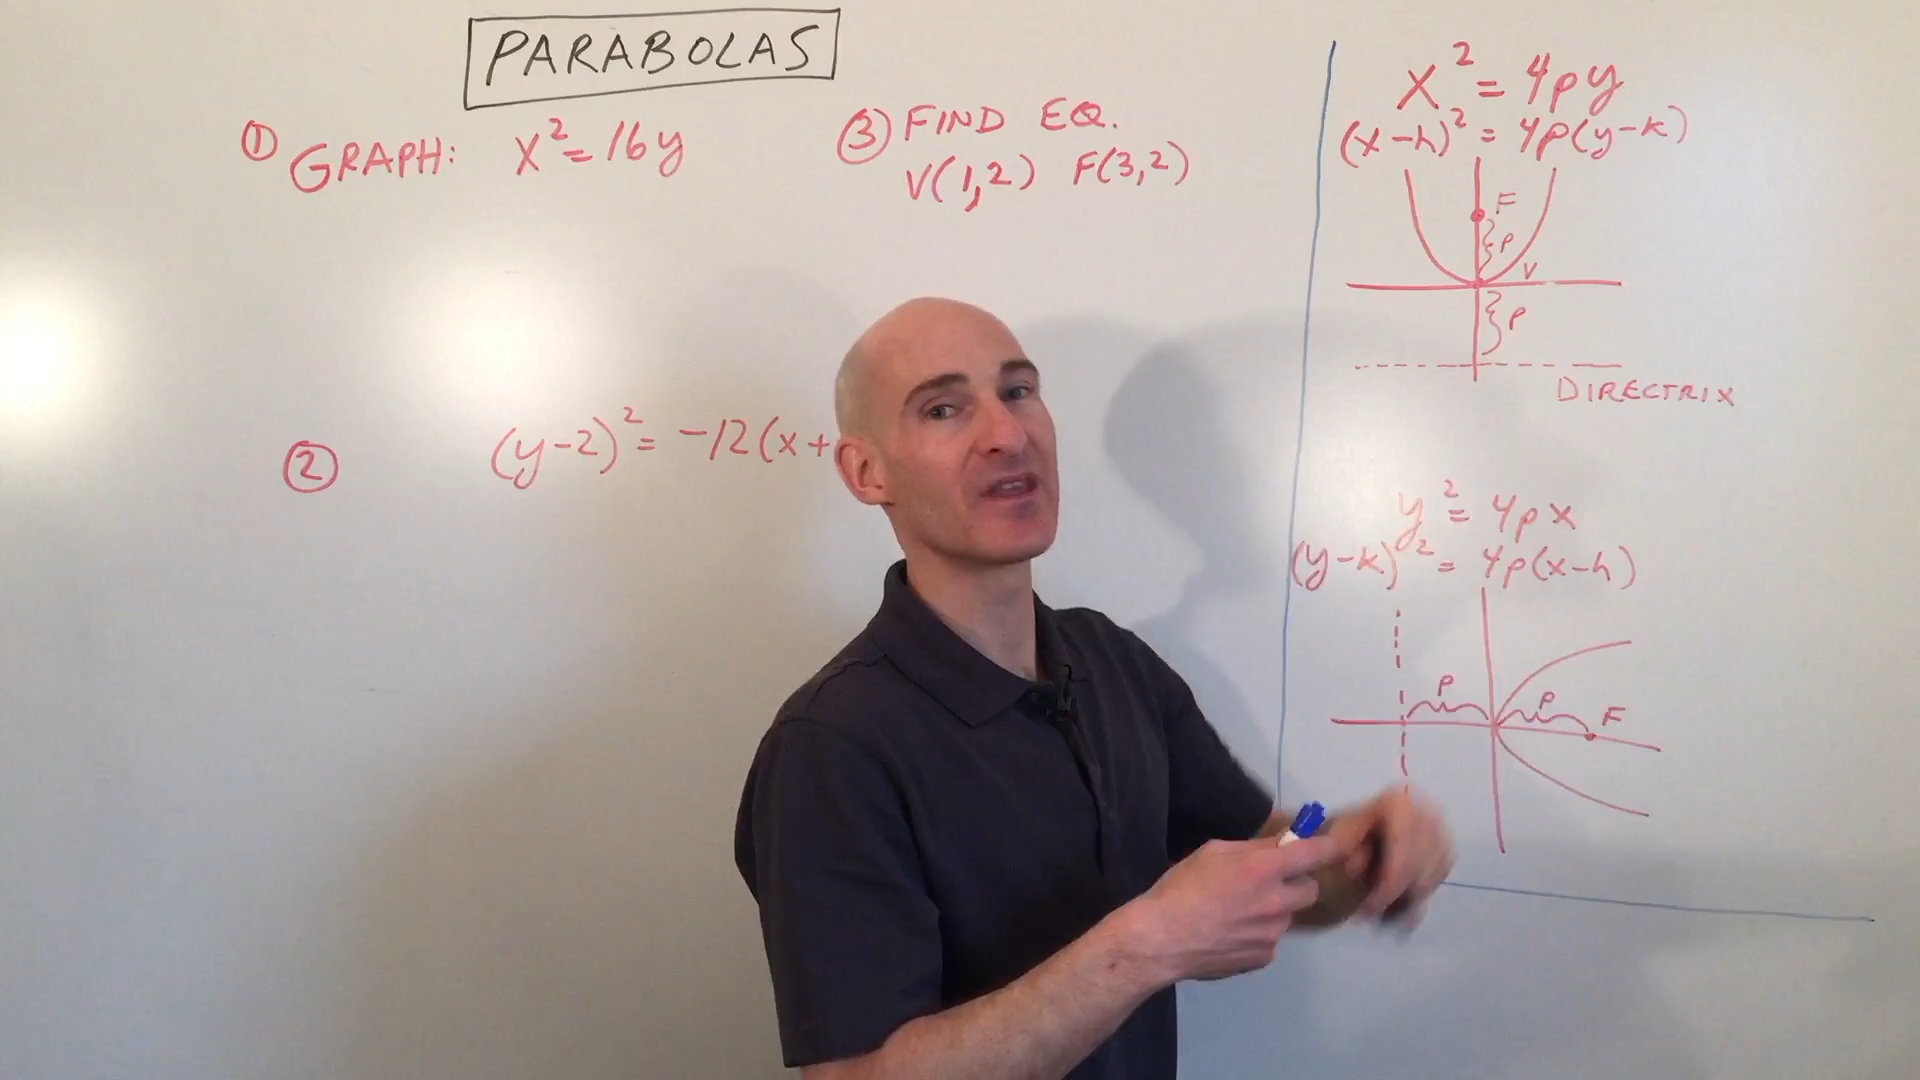 PARABOLAS
① GRAPH: x²=16y
② (y-2)²= -12(x+
③ FIND EQ.
V(1,2) F(3,2)
x²=4py
(x-h)²=4p(y-k)
F
P
V
P
DIRECTRIX
y²=4px
(y-k)²=4p(x-h)
P
P
F